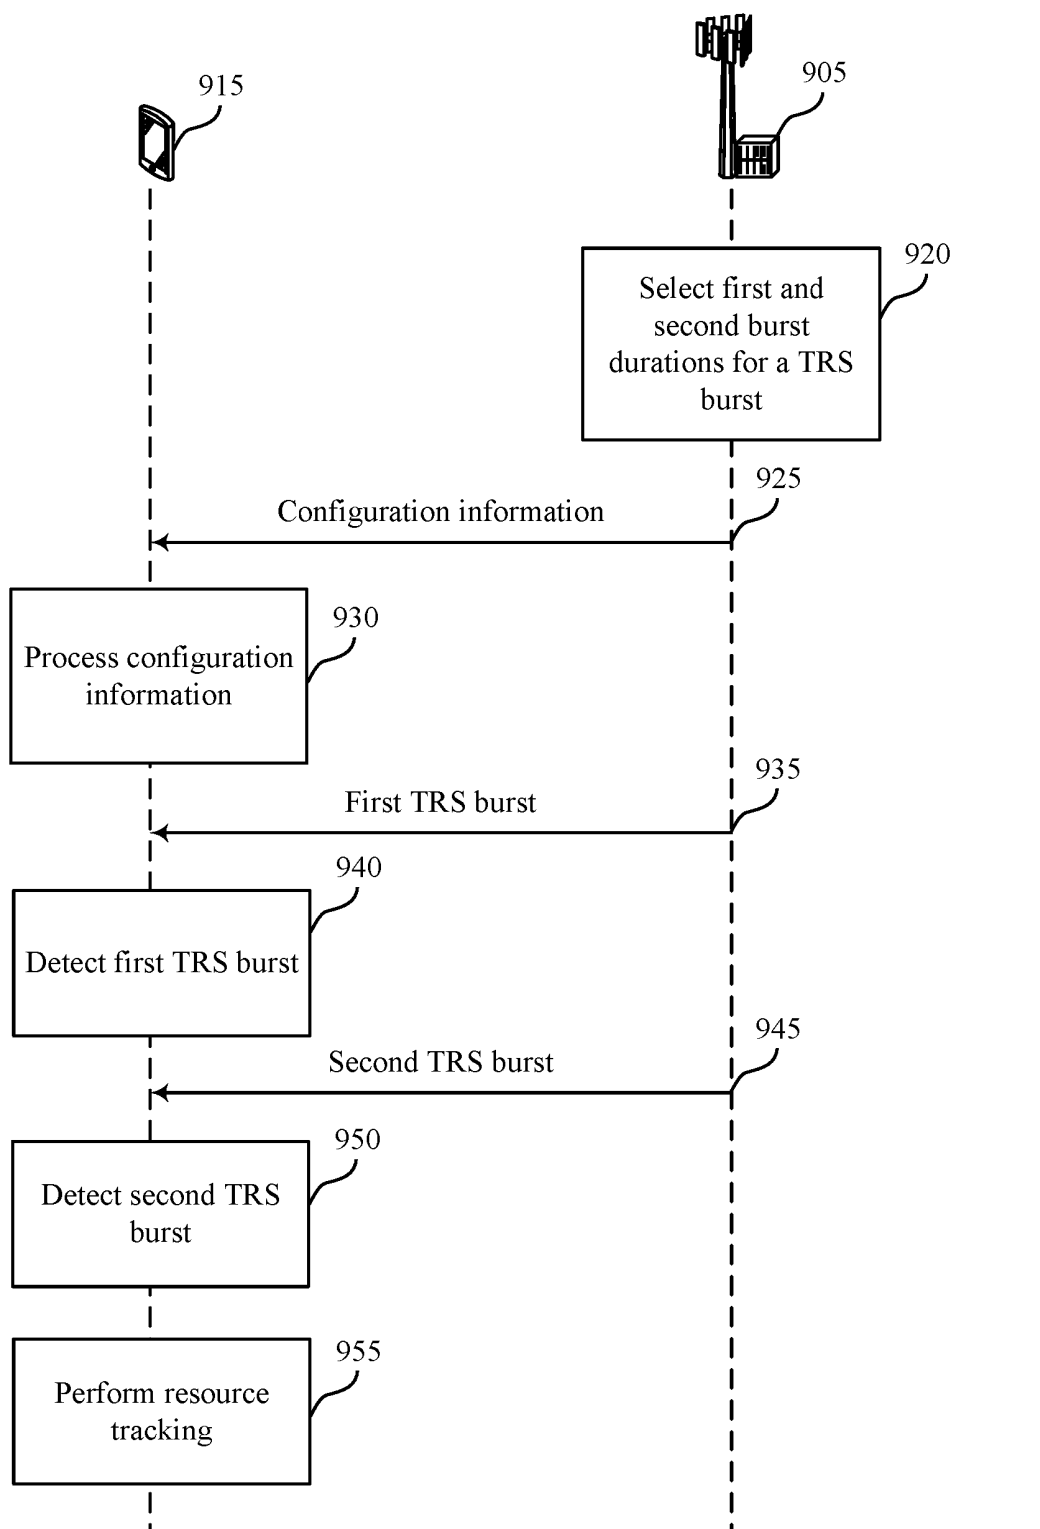 915
905
920
Select first and
second burst
durations for a TRS
burst
925
Configuration information
930
Process configuration
information
935
First TRS burst
940
Detect first TRS burst
945
Second TRS burst
950
Detect second TRS
burst
955
Perform resource
tracking